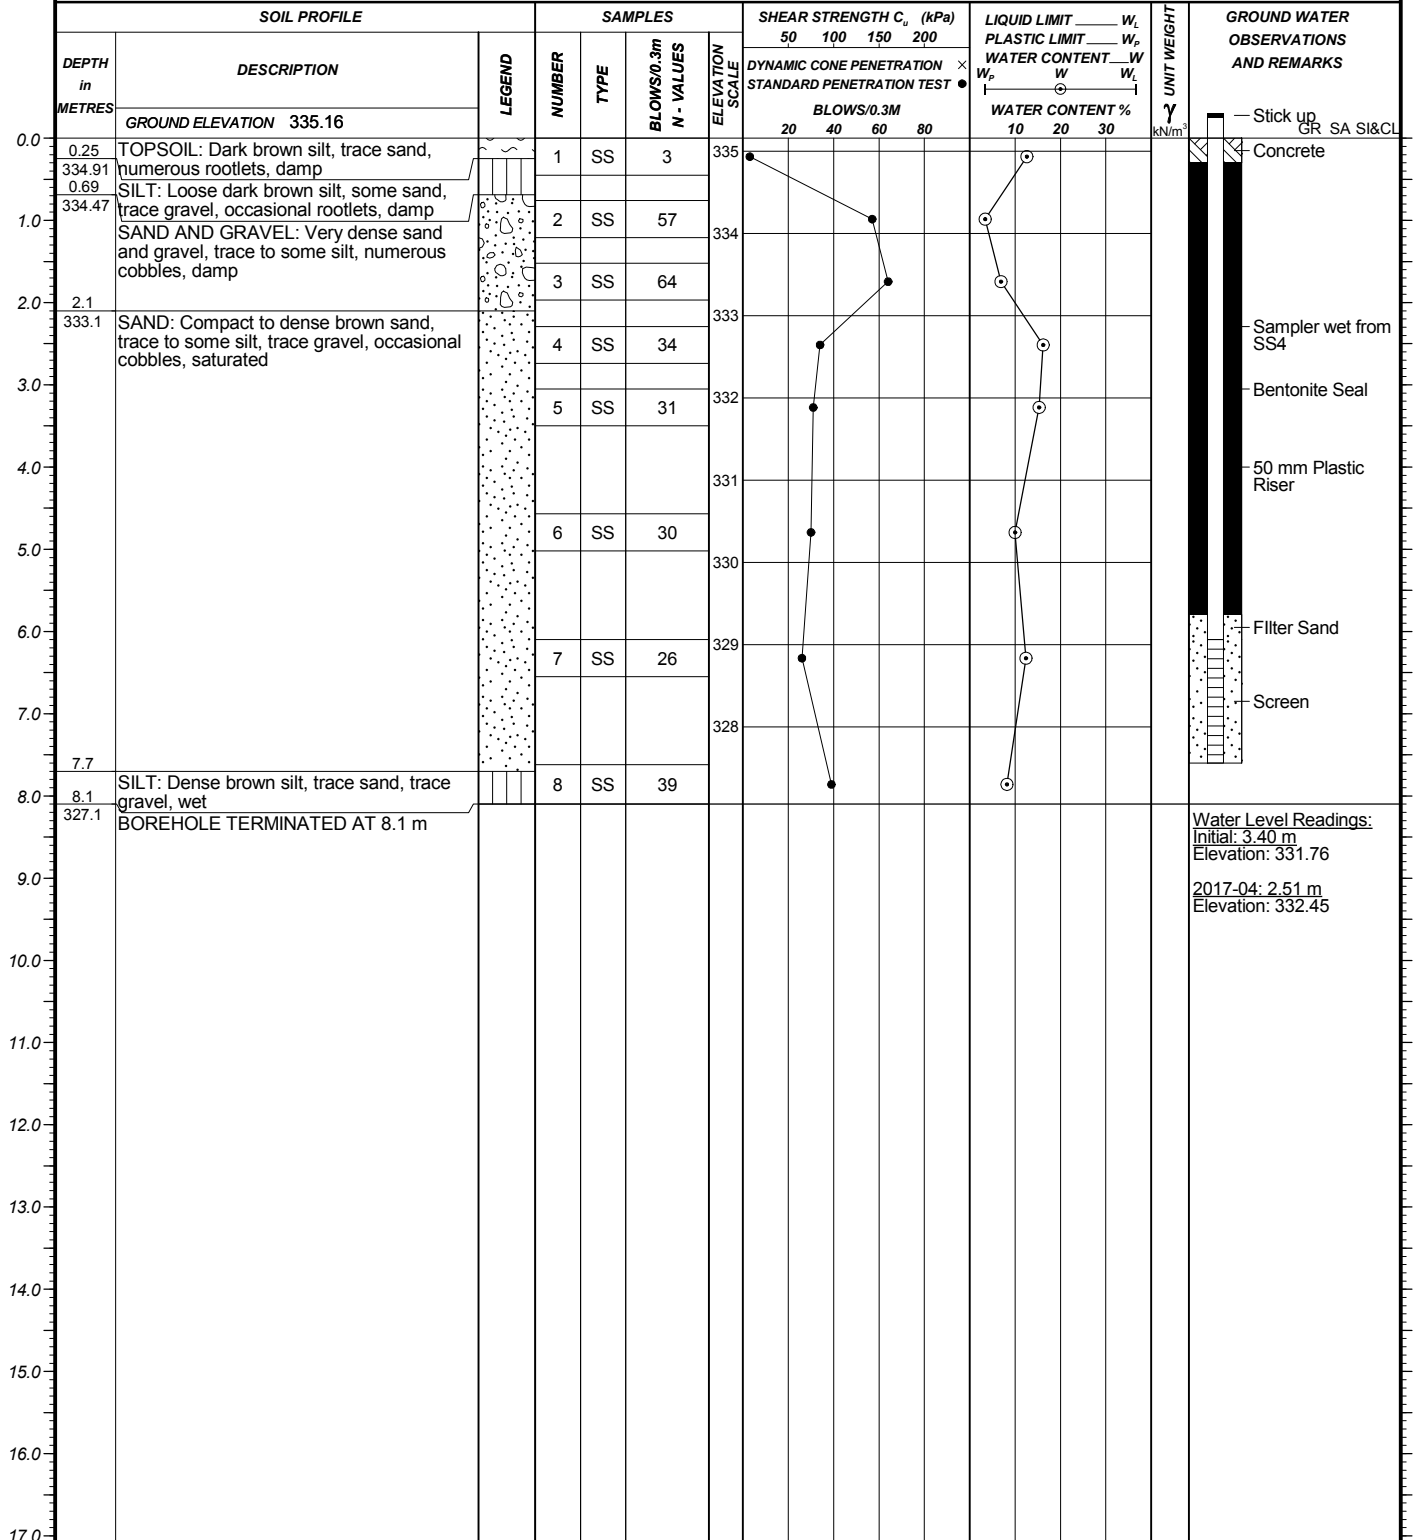 SOIL PROFILE
SAMPLES
SHEAR STRENGTH Cu (kPa)
50 100 150 200
DYNAMIC CONE PENETRATION ×
STANDARD PENETRATION TEST ●
BLOWS/0.3M
20 40 60 80
LIQUID LIMIT _____ WL
PLASTIC LIMIT ____ WP
WATER CONTENT__W
WP W WL
WATER CONTENT %
10 20 30
UNIT WEIGHT
γ
kN/m³
GROUND WATER
OBSERVATIONS
AND REMARKS
DEPTH
in
METRES
DESCRIPTION
GROUND ELEVATION 335.16
LEGEND
NUMBER
TYPE
BLOWS/0.3m
N - VALUES
ELEVATION
SCALE
Stick up
GR SA SI&CL
Concrete
0.0
0.25
334.91
TOPSOIL: Dark brown silt, trace sand,
numerous rootlets, damp
1 SS 3
335
0.69
334.47
SILT: Loose dark brown silt, some sand,
trace gravel, occasional rootlets, damp
1.0
2 SS 57
334
SAND AND GRAVEL: Very dense sand
and gravel, trace to some silt, numerous
cobbles, damp
3 SS 64
2.0
2.1
333.1
333
SAND: Compact to dense brown sand,
trace to some silt, trace gravel, occasional
cobbles, saturated
4 SS 34
Sampler wet from
SS4
3.0
5 SS 31
332
Bentonite Seal
4.0
331
50 mm Plastic
Riser
6 SS 30
5.0
330
6.0
329
FIlter Sand
7 SS 26
7.0
328
Screen
7.7
8.0
8.1
327.1
SILT: Dense brown silt, trace sand, trace
gravel, wet
8 SS 39
BOREHOLE TERMINATED AT 8.1 m
Water Level Readings:
Initial: 3.40 m
Elevation: 331.76
2017-04: 2.51 m
Elevation: 332.45
9.0
10.0
11.0
12.0
13.0
14.0
15.0
16.0
17.0